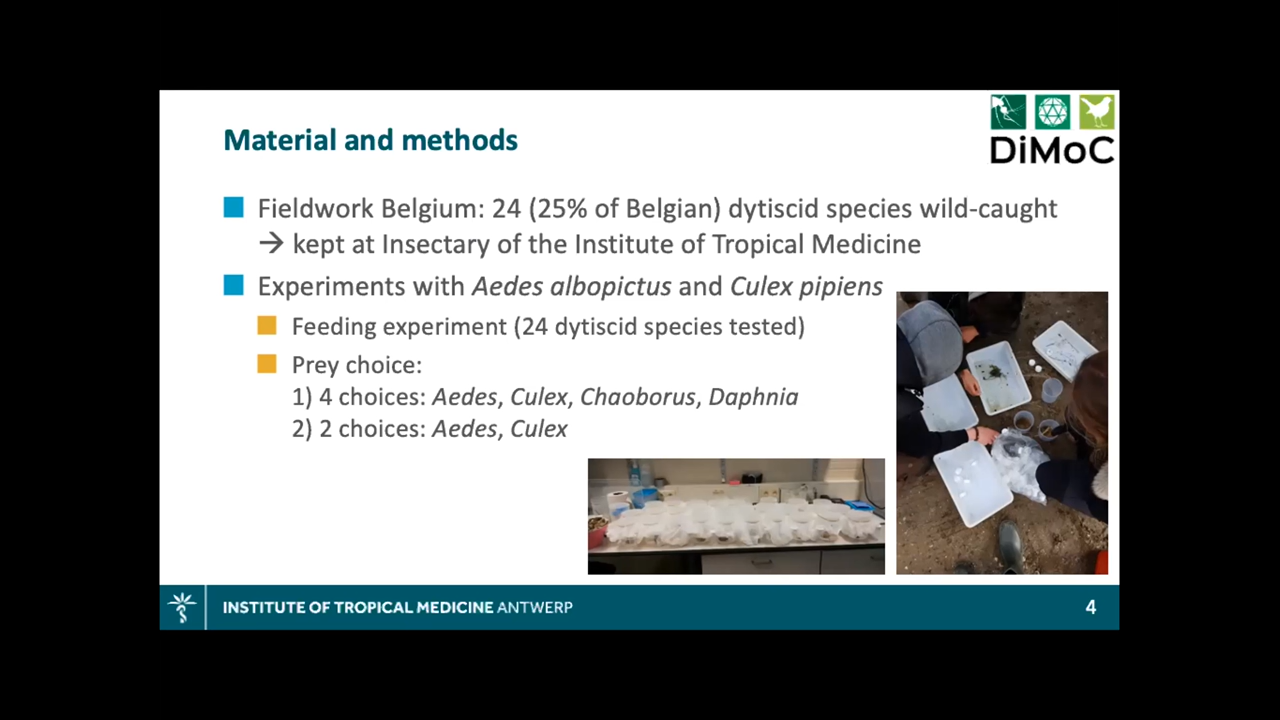 Material and methods
DiMoC
Fieldwork Belgium: 24 (25% of Belgian) dytiscid species wild-caught
→ kept at Insectary of the Institute of Tropical Medicine
Experiments with Aedes albopictus and Culex pipiens
Feeding experiment (24 dytiscid species tested)
Prey choice:
1) 4 choices: Aedes, Culex, Chaoborus, Daphnia
2) 2 choices: Aedes, Culex
INSTITUTE OF TROPICAL MEDICINE ANTWERP
4